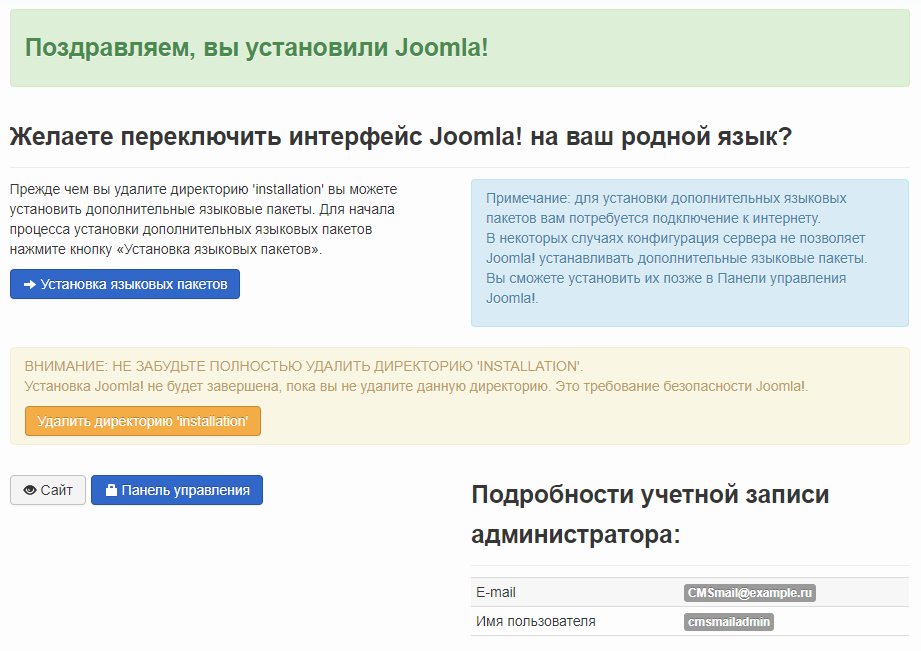 Поздравляем, вы установили Joomla!
Желаете переключить интерфейс Joomla! на ваш родной язык?
Прежде чем вы удалите директорию 'installation' вы можете
установить дополнительные языковые пакеты. Для начала
процесса установки дополнительных языковых пакетов
нажмите кнопку «Установка языковых пакетов».
Установка языковых пакетов
Примечание: для установки дополнительных языковых
пакетов вам потребуется подключение к интернету.
В некоторых случаях конфигурация сервера не позволяет
Joomla! устанавливать дополнительные языковые пакеты.
Вы сможете установить их позже в Панели управления
Joomla!.
ВНИМАНИЕ: НЕ ЗАБУДЬТЕ ПОЛНОСТЬЮ УДАЛИТЬ ДИРЕКТОРИЮ 'INSTALLATION'.
Установка Joomla! не будет завершена, пока вы не удалите данную директорию. Это требование безопасности Joomla!.
Удалить директорию 'installation'
Сайт Панель управления
Подробности учетной записи
администратора:
E-mail CMSmail@example.ru
Имя пользователя cmsmailadmin